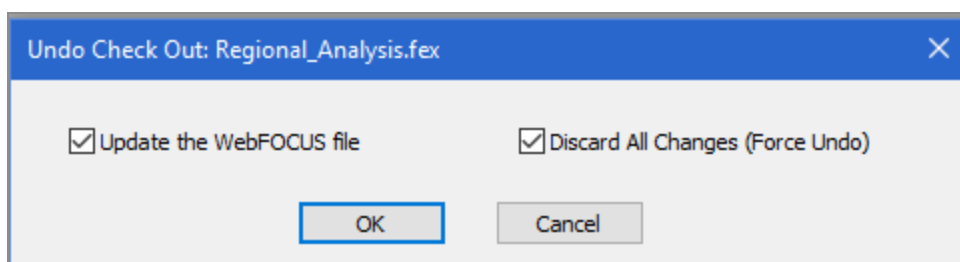 Undo Check Out: Regional_Analysis.fex
Update the WebFOCUS file Discard All Changes (Force Undo)
OK Cancel